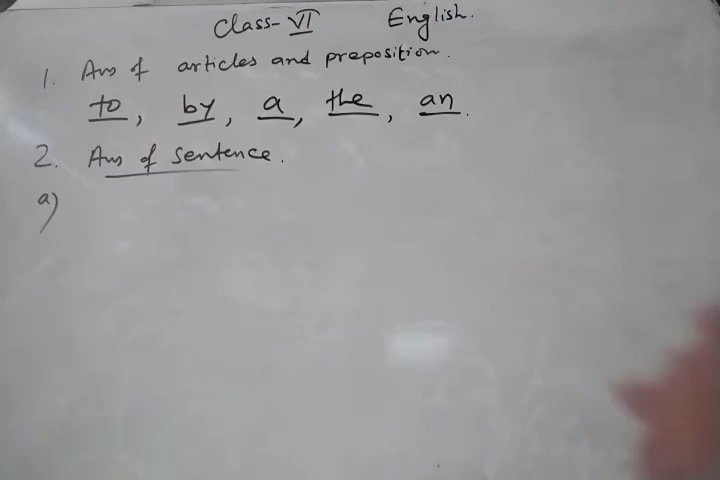 Class-VI English.
1. Ans of articles and preposition.
to, by, a, the, an.
2. Ans of sentence.
a)